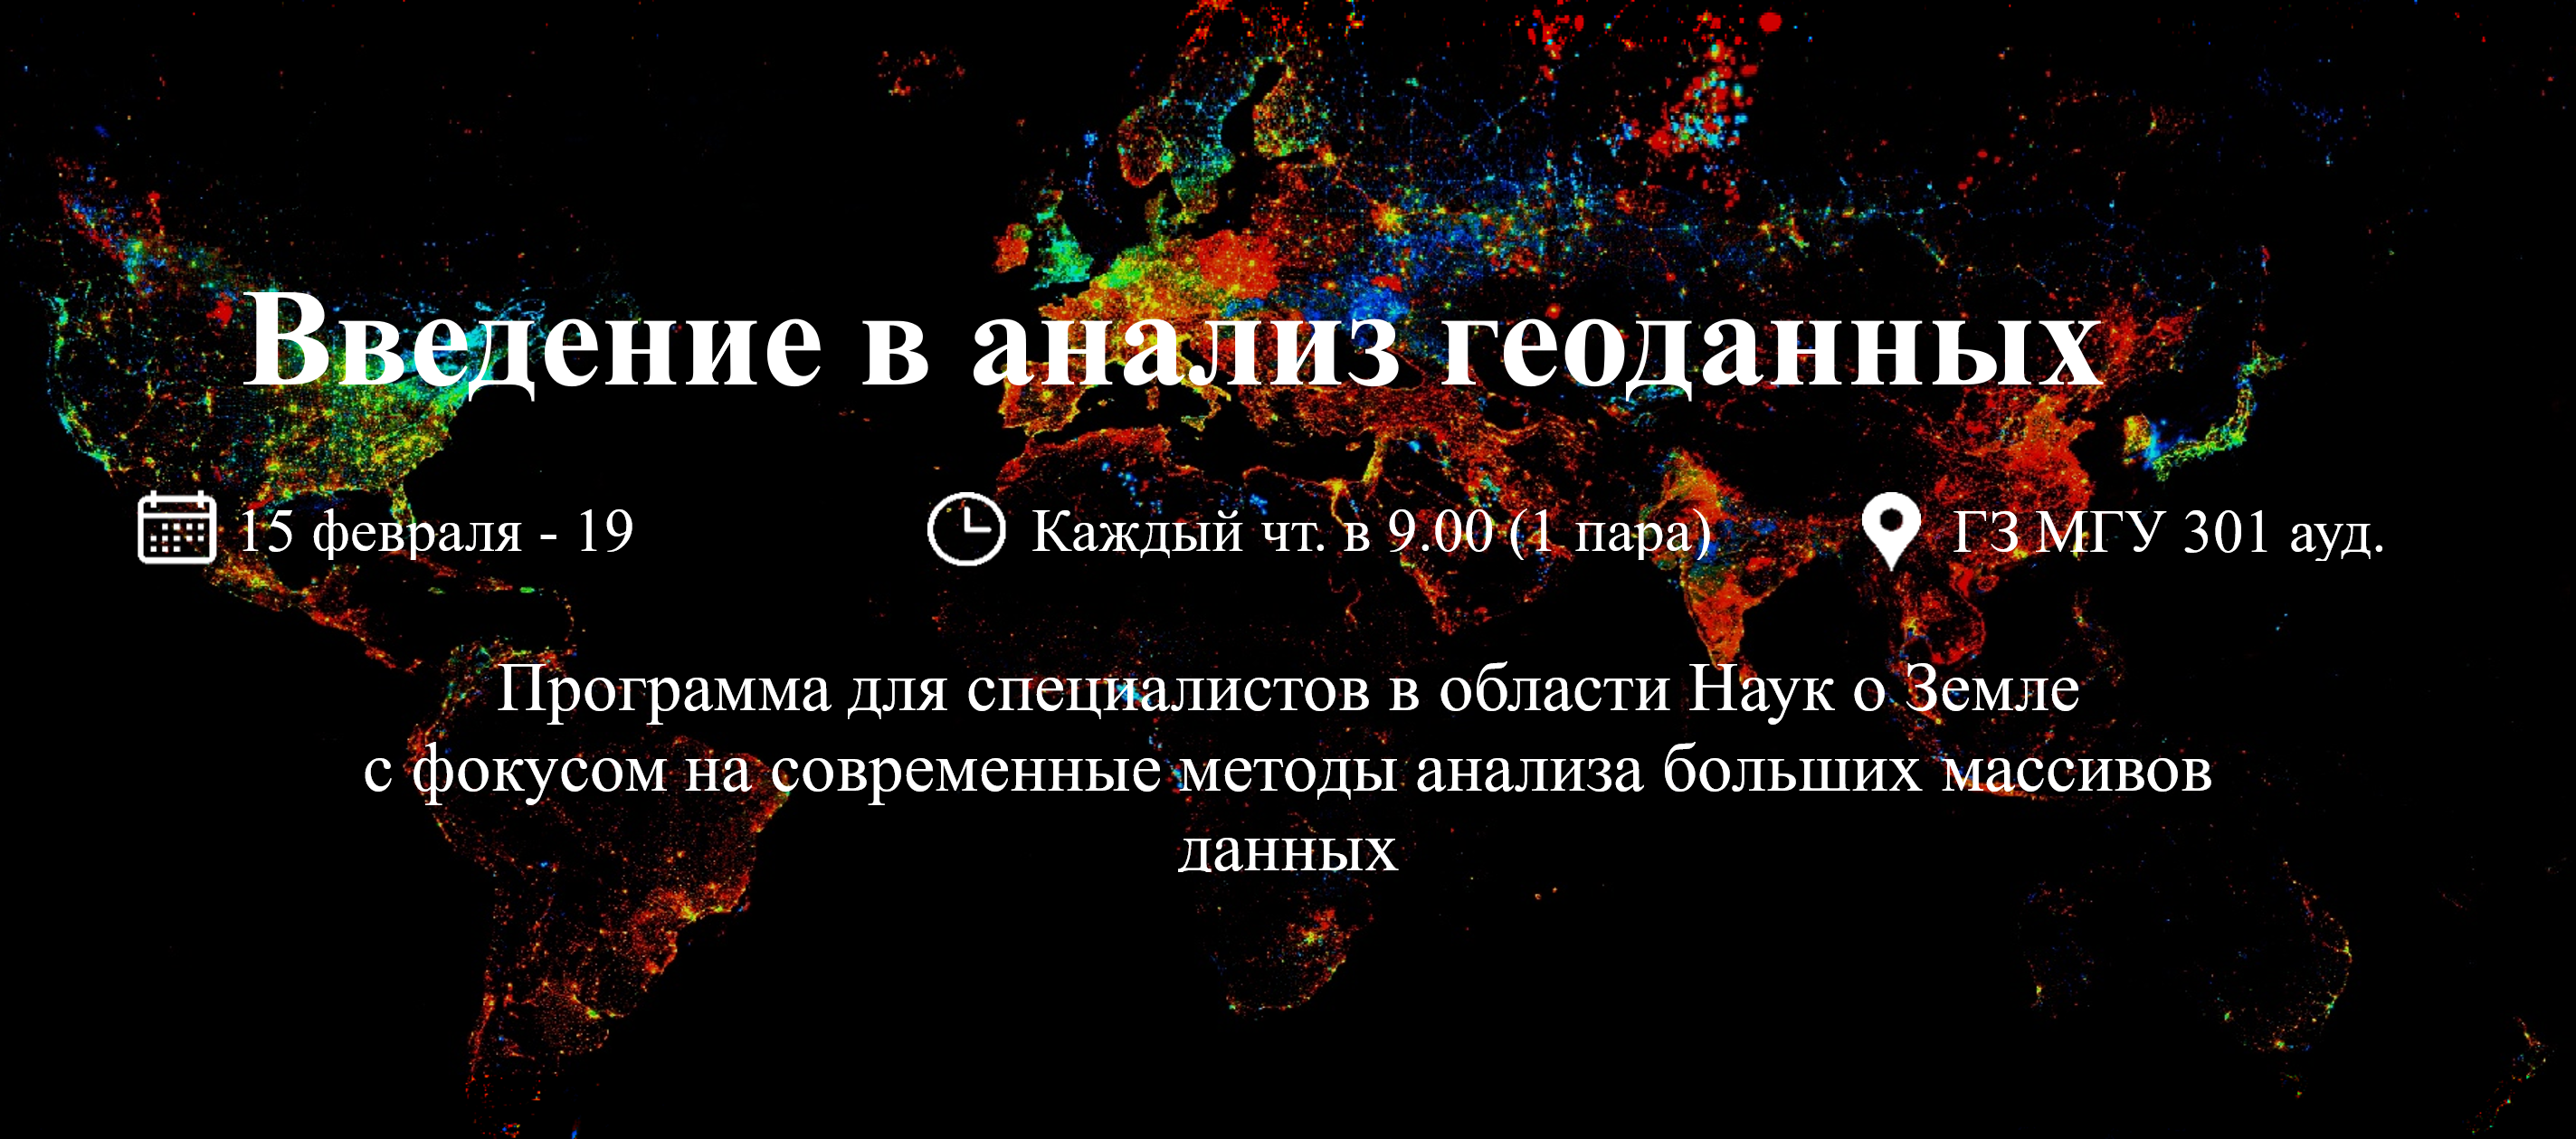 Введение в анализ геоданных
15 февраля - 19
Каждый чт. в 9.00 (1 пара)
ГЗ МГУ 301 ауд.
Программа для специалистов в области Наук о Земле
с фокусом на современные методы анализа больших массивов
данных